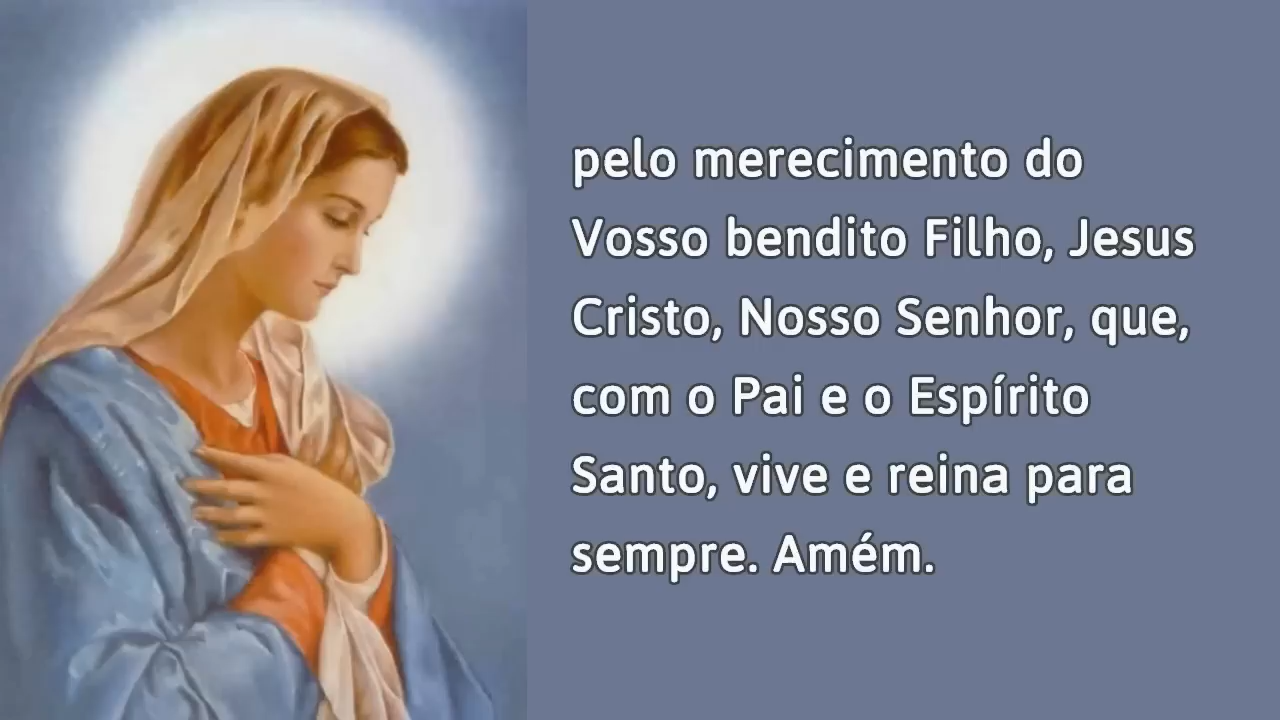 pelo merecimento do
Vosso bendito Filho, Jesus
Cristo, Nosso Senhor, que,
com o Pai e o Espírito
Santo, vive e reina para
sempre. Amém.